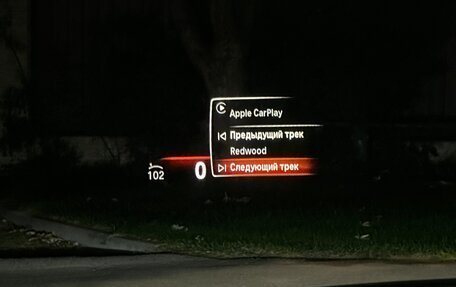 Apple CarPlay
Предыдущий трек
Redwood
Следующий трек
102
0